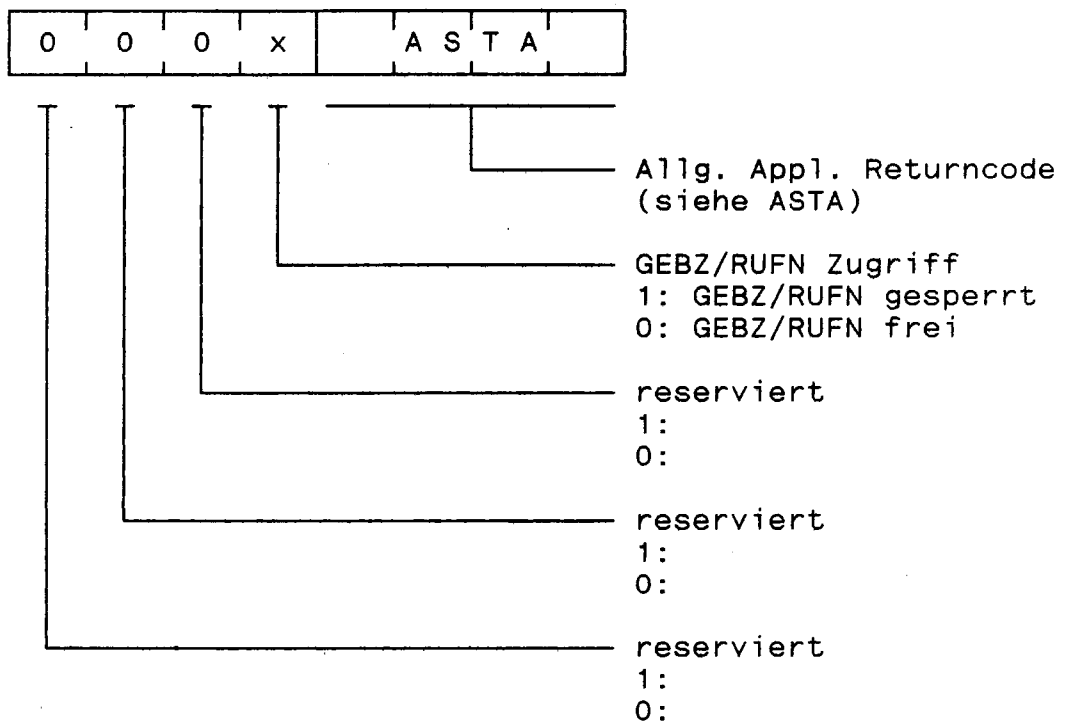 0 0 0 x A S T A
Allg. Appl. Returncode
(siehe ASTA)
GEBZ/RUFN Zugriff
1: GEBZ/RUFN gesperrt
0: GEBZ/RUFN frei
reserviert
1:
0:
reserviert
1:
0:
reserviert
1:
0: